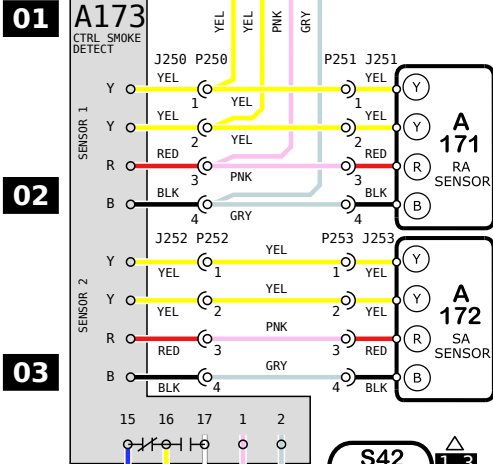 01
A173
CTRL SMOKE
DETECT
YEL YEL PNK GRY
J250 P250 P251 J251
SENSOR 1
Y YEL 1 YEL 1 YEL Y
Y YEL 2 YEL 2 YEL Y
R RED 3 PNK 3 RED R
B BLK 4 GRY 4 BLK B
A
171
RA
SENSOR
02
J252 P252 P253 J253
SENSOR 2
Y YEL 1 YEL 1 YEL Y
Y YEL 2 YEL 2 YEL Y
R RED 3 PNK 3 RED R
B BLK 4 GRY 4 BLK B
A
172
SA
SENSOR
03
15 16 17 1 2
S42
1 3